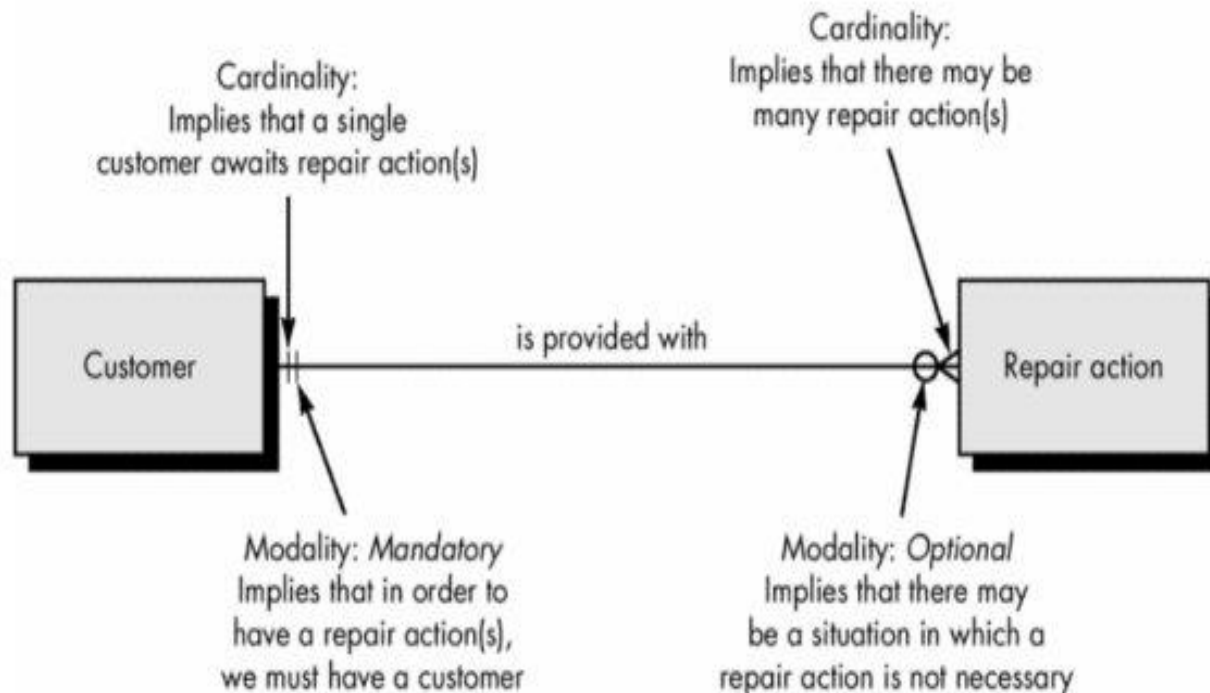 Cardinality:
Implies that a single
customer awaits repair action(s)
Cardinality:
Implies that there may be
many repair action(s)
Customer
is provided with
Repair action
Modality: Mandatory
Implies that in order to
have a repair action(s),
we must have a customer
Modality: Optional
Implies that there may
be a situation in which a
repair action is not necessary